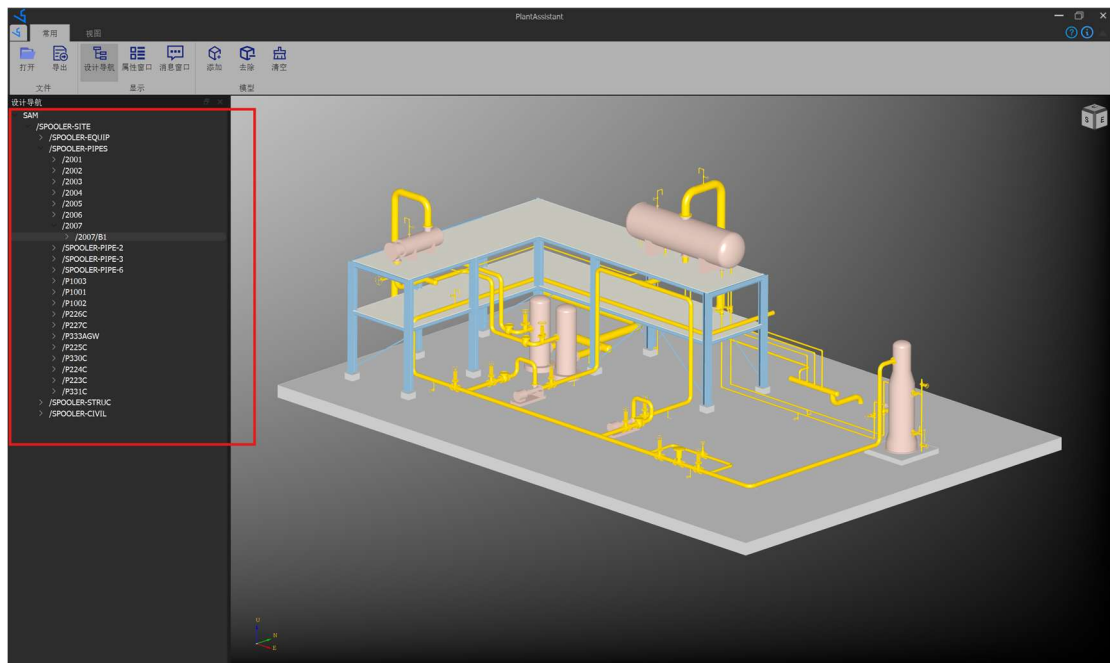 PlantAssistant
常用 视图
打开 导出 设计导航 属性窗口 消息窗口 添加 去除 清空
文件 显示 模型
设计导航
SAM
/SPOOLER-SITE
/SPOOLER-EQUIP
/SPOOLER-PIPES
/2001
/2002
/2003
/2004
/2005
/2006
/2007
/2007/B1
/SPOOLER-PIPE-2
/SPOOLER-PIPE-3
/SPOOLER-PIPE-6
/P1003
/P1001
/P1002
/P226C
/P227C
/P333AGW
/P225C
/P330C
/P224C
/P223C
/P331C
/SPOOLER-STRUC
/SPOOLER-CIVIL
S E
U
N
E